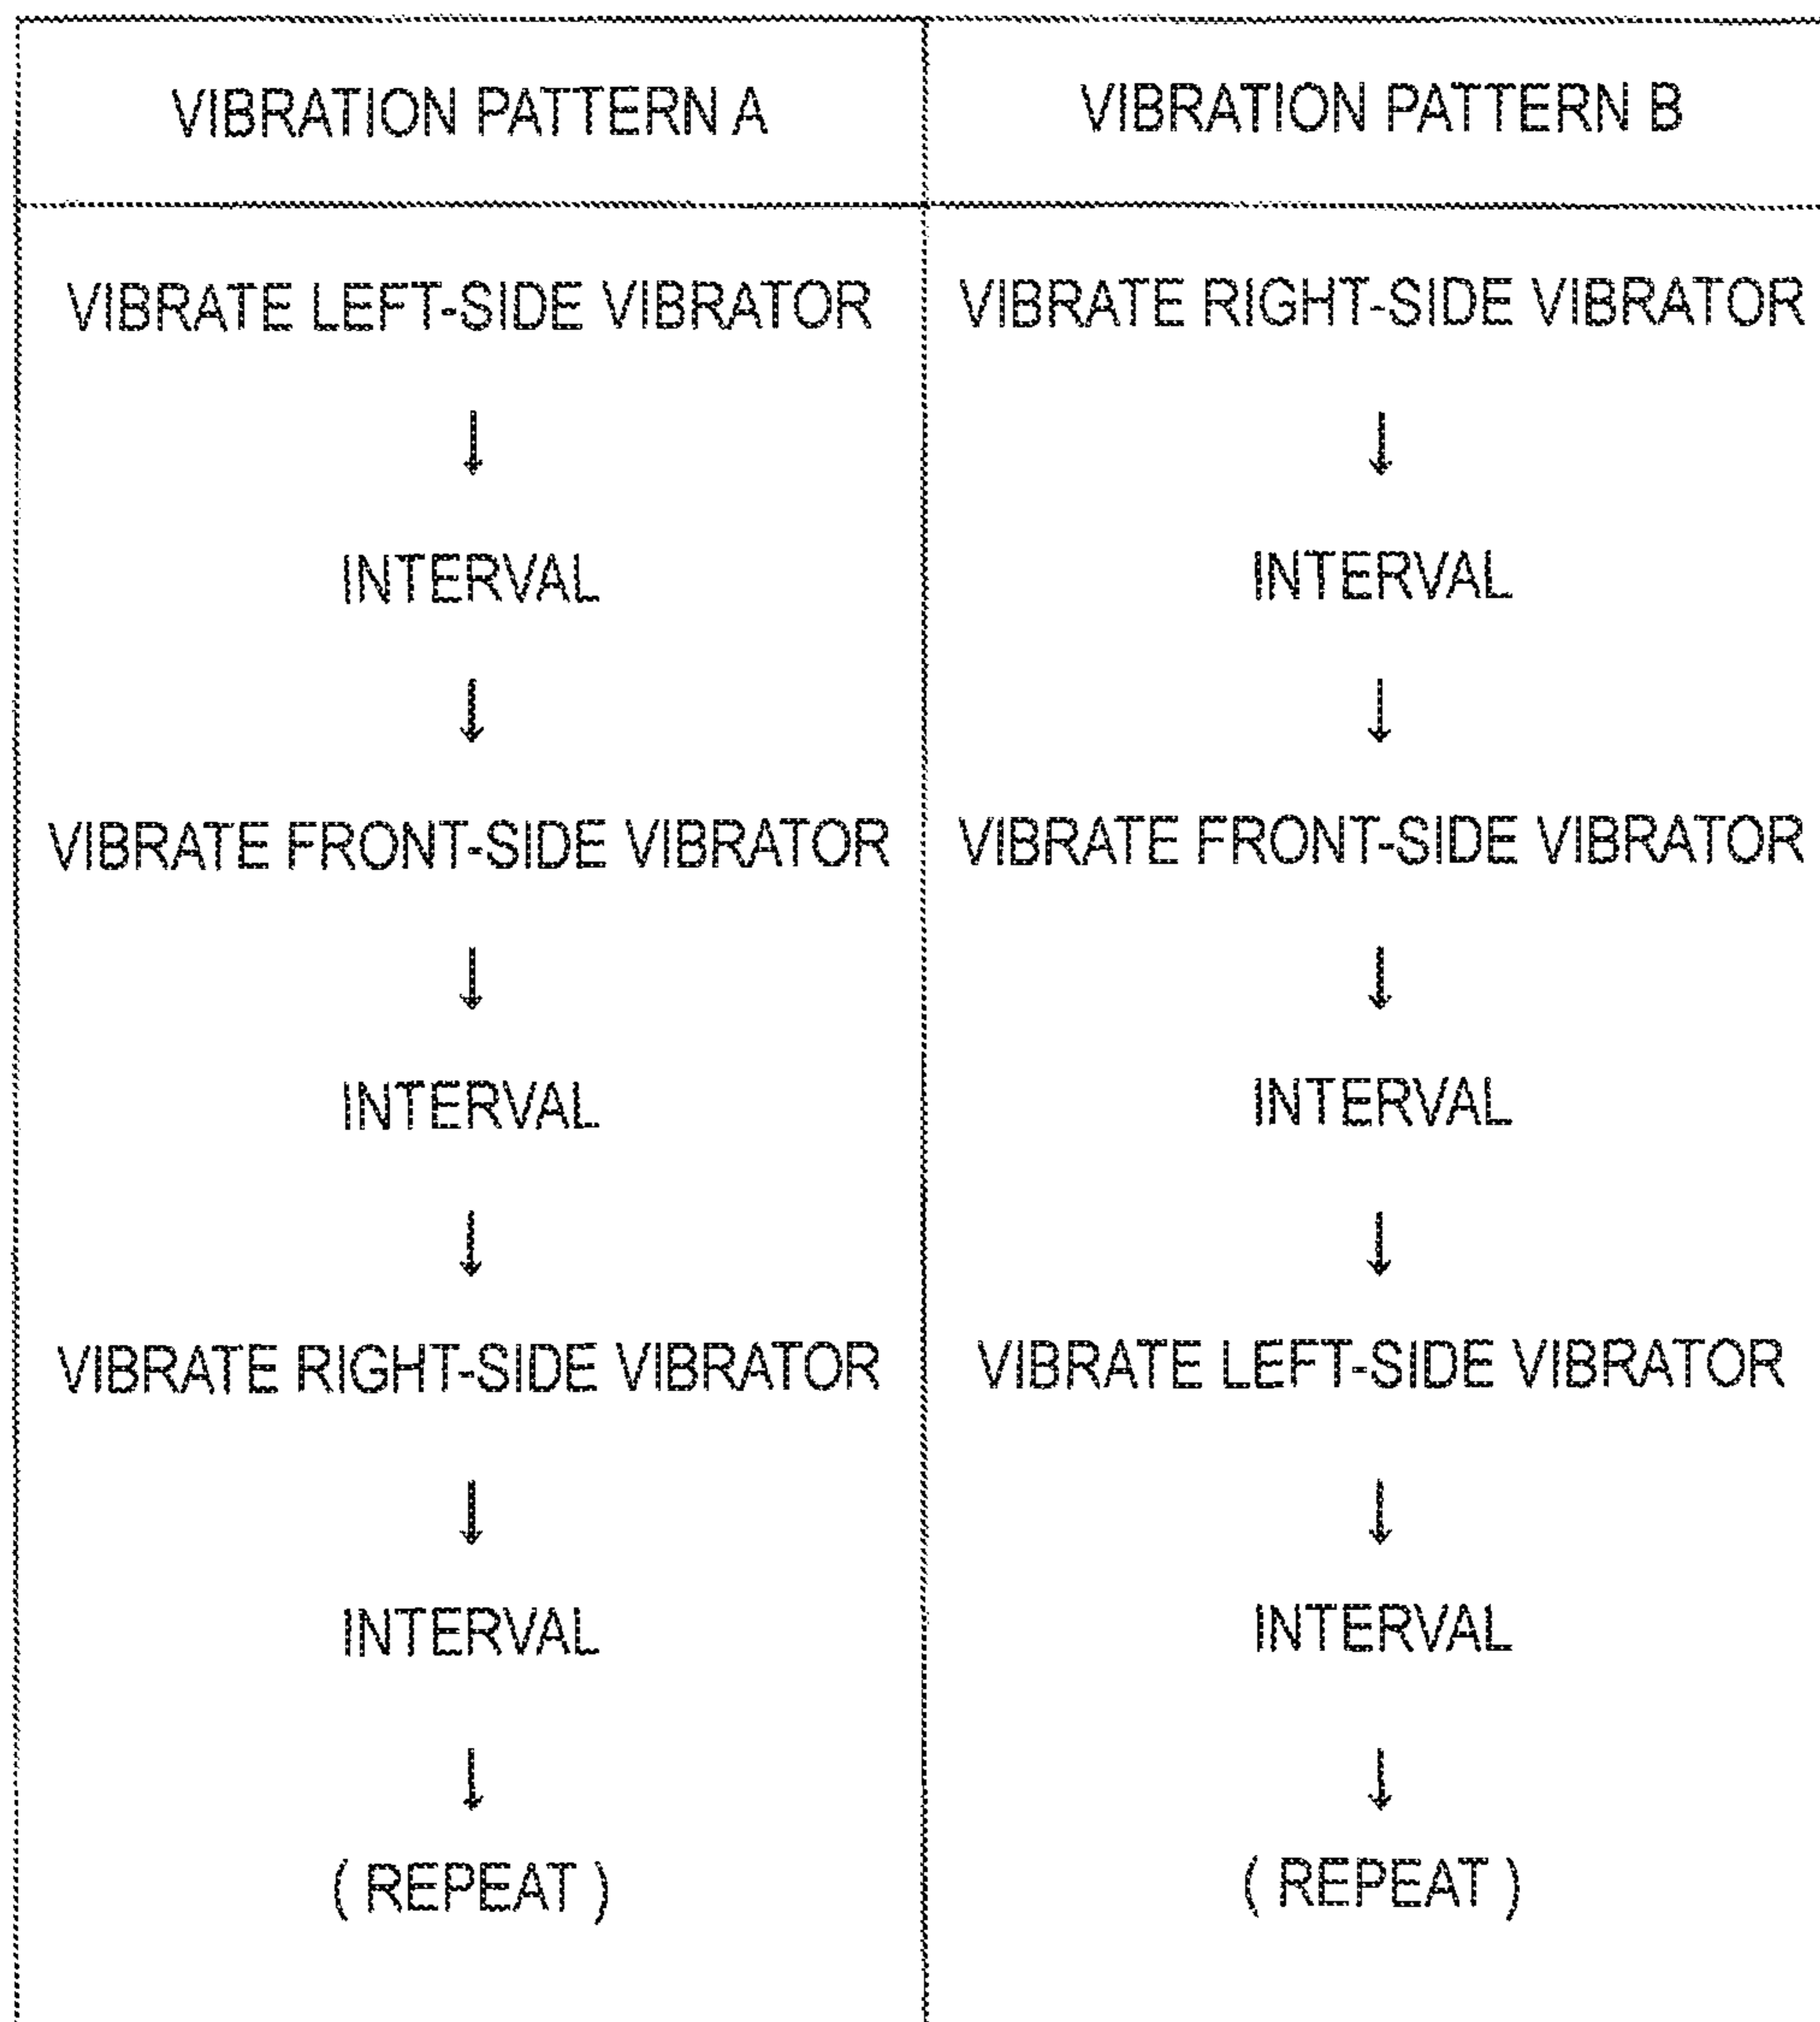 VIBRATION PATTERN A
VIBRATION PATTERN B
VIBRATE LEFT-SIDE VIBRATOR
↓
INTERVAL
↓
VIBRATE FRONT-SIDE VIBRATOR
↓
INTERVAL
↓
VIBRATE RIGHT-SIDE VIBRATOR
↓
INTERVAL
↓
( REPEAT )
VIBRATE RIGHT-SIDE VIBRATOR
↓
INTERVAL
↓
VIBRATE FRONT-SIDE VIBRATOR
↓
INTERVAL
↓
VIBRATE LEFT-SIDE VIBRATOR
↓
INTERVAL
↓
( REPEAT )